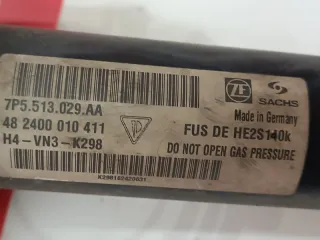 ZF
SACHS
Made in Germany
7P5.513.029.AA
48 2400 010 411
H4-VN3-K298
FUS DE HE2S140k
DO NOT OPEN GAS PRESSURE